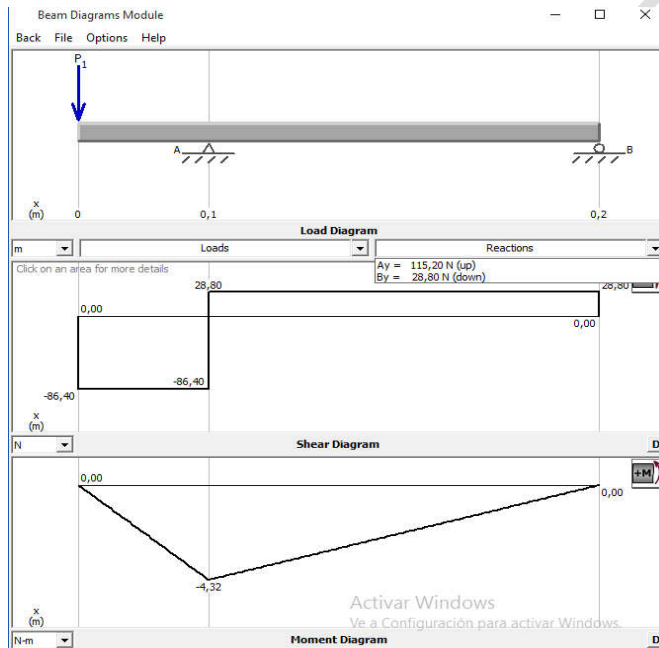 Beam Diagrams Module
Back File Options Help
P1
A
B
x
(m)
0
0,1
0,2
Load Diagram
m
Loads
Reactions
Click on an area for more details
Ay = 115,20 N (up)
By = 28,80 N (down)
28,80
28,80
0,00
0,00
-86,40
-86,40
x
(m)
N
Shear Diagram
D
0,00
+M
0,00
-4,32
Activar Windows
Ve a Configuración para activar Windows.
x
(m)
N-m
Moment Diagram
D